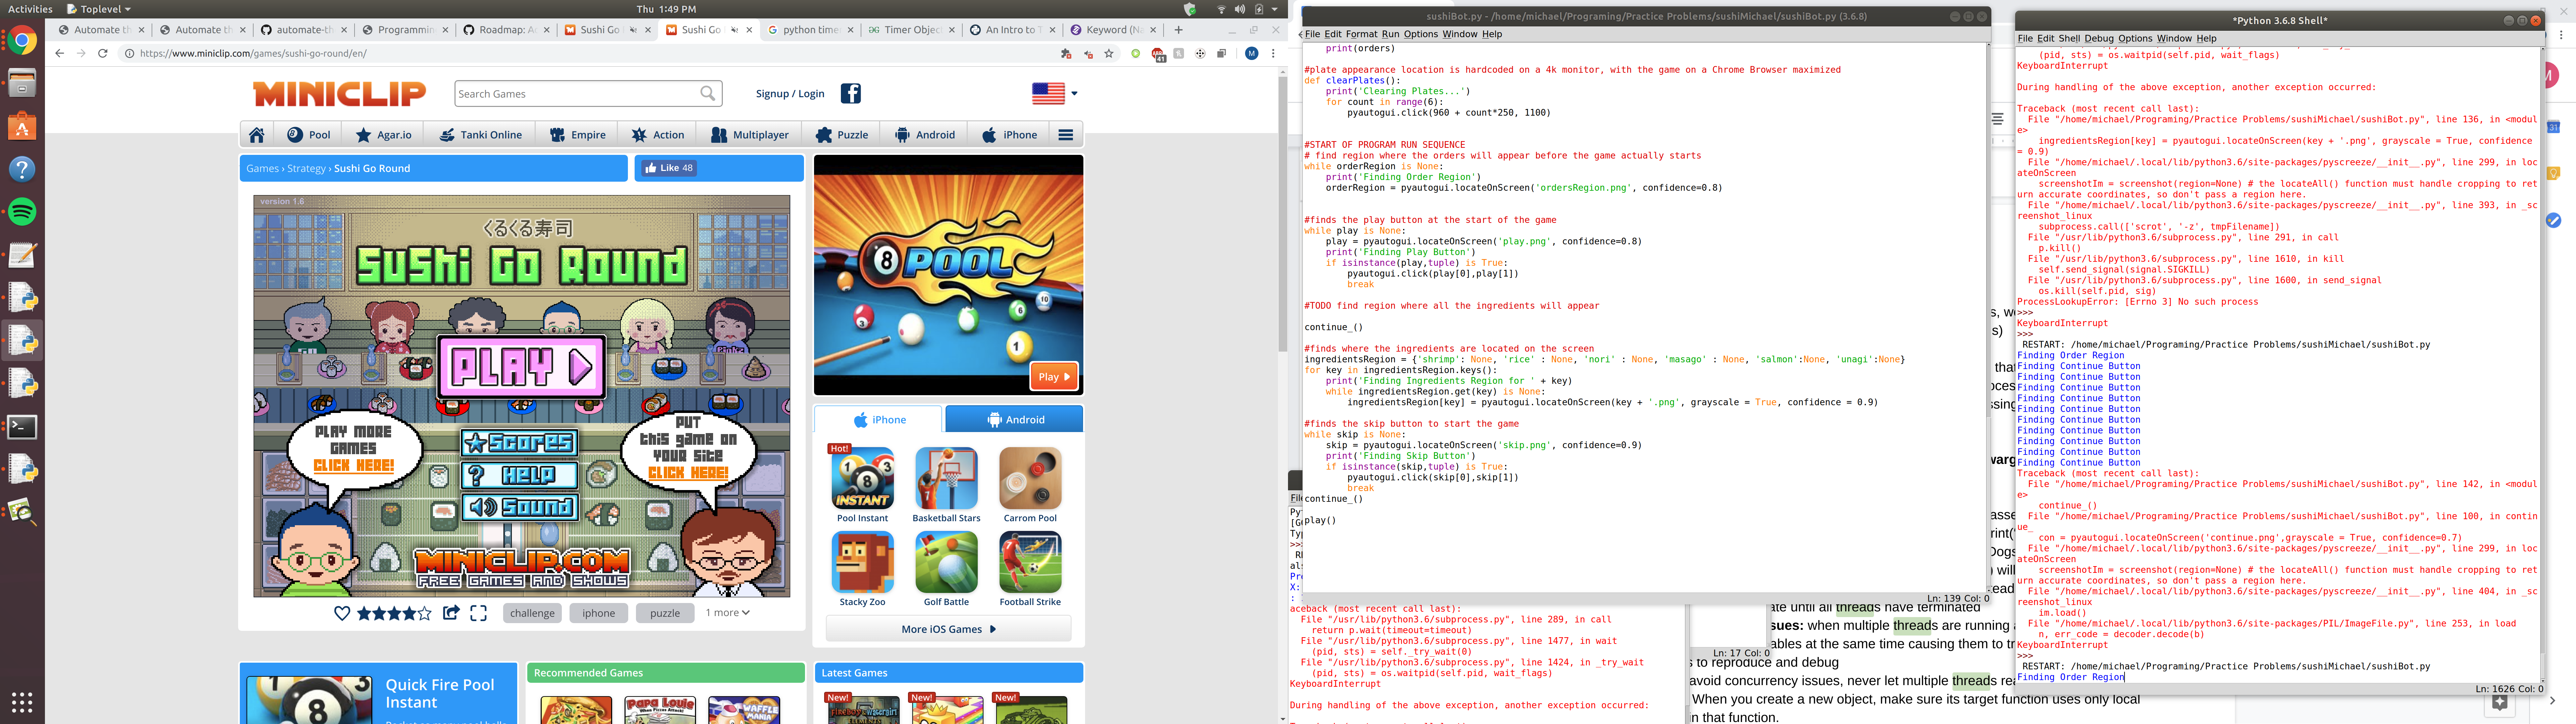 Activities
Toplevel
Thu 1:49 PM
Automate th
Automate th
automate-th
Programmin
Roadmap: Ac
Sushi Go
Sushi Go
python time
Timer Objec
An Intro to T
Keyword (Na
https://www.miniclip.com/games/sushi-go-round/en/
MINICLIP
Search Games
Signup / Login
Pool
Agar.io
Tanki Online
Empire
Action
Multiplayer
Puzzle
Android
iPhone
Games › Strategy › Sushi Go Round
Like 48
version 1.6
くるくる寿司
SUSHI GO ROUND
PLAY
PLAY MORE
GAMES
CLICK HERE!
Scores
Help
Sound
PUT
this game on
YOUR SITE
CLICK HERE!
MINICLIP.COM
FREE GAMES AND SHOWS
challenge
iphone
puzzle
1 more
8 POOL
Play
iPhone
Android
Hot!
Pool Instant
Basketball Stars
Carrom Pool
Stacky Zoo
Golf Battle
Football Strike
More iOS Games
Quick Fire Pool
Instant
Recommended Games
Latest Games
New!
New!
New!
sushiBot.py - /home/michael/Programing/Practice Problems/sushiMichael/sushiBot.py (3.6.8)
File Edit Format Run Options Window Help
print(orders)
#plate appearance location is hardcoded on a 4k monitor, with the game on a Chrome Browser maximized
def clearPlates():
print('Clearing Plates...')
for count in range(6):
pyautogui.click(960 + count*250, 1100)
#START OF PROGRAM RUN SEQUENCE
# find region where the orders will appear before the game actually starts
while orderRegion is None:
print('Finding Order Region')
orderRegion = pyautogui.locateOnScreen('ordersRegion.png', confidence=0.8)
#finds the play button at the start of the game
while play is None:
play = pyautogui.locateOnScreen('play.png', confidence=0.8)
print('Finding Play Button')
if isinstance(play,tuple) is True:
pyautogui.click(play[0],play[1])
break
#TODO find region where all the ingredients will appear
continue_()
#finds where the ingredients are located on the screen
ingredientsRegion = {'shrimp': None, 'rice' : None, 'nori' : None, 'masago' : None, 'salmon':None, 'unagi':None}
for key in ingredientsRegion.keys():
print('Finding Ingredients Region for ' + key)
while ingredientsRegion.get(key) is None:
ingredientsRegion[key] = pyautogui.locateOnScreen(key + '.png', grayscale = True, confidence = 0.9)
#finds the skip button to start the game
while skip is None:
skip = pyautogui.locateOnScreen('skip.png', confidence=0.9)
print('Finding Skip Button')
if isinstance(skip,tuple) is True:
pyautogui.click(skip[0],skip[1])
break
continue_()
play()
Ln: 139 Col: 0
aceback (most recent call last):
File "/usr/lib/python3.6/subprocess.py", line 289, in call
return p.wait(timeout=timeout)
File "/usr/lib/python3.6/subprocess.py", line 1477, in wait
(pid, sts) = self._try_wait(0)
File "/usr/lib/python3.6/subprocess.py", line 1424, in _try_wait
(pid, sts) = os.waitpid(self.pid, wait_flags)
KeyboardInterrupt
During handling of the above exception, another exception occurred:
Ln: 17 Col: 0
ate until all threads have terminated
sues: when multiple threads are running
ables at the same time causing them to
to reproduce and debug
avoid concurrency issues, never let multiple threads
When you create a new object, make sure its target function uses only local
n that function.
*Python 3.6.8 Shell*
File Edit Shell Debug Options Window Help
(pid, sts) = os.waitpid(self.pid, wait_flags)
KeyboardInterrupt
During handling of the above exception, another exception occurred:
Traceback (most recent call last):
File "/home/michael/Programing/Practice Problems/sushiMichael/sushiBot.py", line 136, in <modul
e>
ingredientsRegion[key] = pyautogui.locateOnScreen(key + '.png', grayscale = True, confidence
= 0.9)
File "/home/michael/.local/lib/python3.6/site-packages/pyscreeze/__init__.py", line 299, in loc
ateOnScreen
screenshotIm = screenshot(region=None) # the locateAll() function must handle cropping to ret
urn accurate coordinates, so don't pass a region here.
File "/home/michael/.local/lib/python3.6/site-packages/pyscreeze/__init__.py", line 393, in _sc
reenshot_linux
subprocess.call(['scrot', '-z', tmpFilename])
File "/usr/lib/python3.6/subprocess.py", line 291, in call
p.kill()
File "/usr/lib/python3.6/subprocess.py", line 1610, in kill
self.send_signal(signal.SIGKILL)
File "/usr/lib/python3.6/subprocess.py", line 1600, in send_signal
os.kill(self.pid, sig)
ProcessLookupError: [Errno 3] No such process
>>>
KeyboardInterrupt
>>>
RESTART: /home/michael/Programing/Practice Problems/sushiMichael/sushiBot.py
Finding Order Region
Finding Continue Button
Finding Continue Button
Finding Continue Button
Finding Continue Button
Finding Continue Button
Finding Continue Button
Finding Continue Button
Finding Continue Button
Finding Continue Button
Finding Continue Button
Traceback (most recent call last):
File "/home/michael/Programing/Practice Problems/sushiMichael/sushiBot.py", line 142, in <modul
e>
continue_()
File "/home/michael/Programing/Practice Problems/sushiMichael/sushiBot.py", line 100, in contin
ue_
con = pyautogui.locateOnScreen('continue.png',grayscale = True, confidence=0.7)
File "/home/michael/.local/lib/python3.6/site-packages/pyscreeze/__init__.py", line 299, in loc
ateOnScreen
screenshotIm = screenshot(region=None) # the locateAll() function must handle cropping to ret
urn accurate coordinates, so don't pass a region here.
File "/home/michael/.local/lib/python3.6/site-packages/pyscreeze/__init__.py", line 404, in _sc
reenshot_linux
im.load()
File "/home/michael/.local/lib/python3.6/site-packages/PIL/ImageFile.py", line 253, in load
n, err_code = decoder.decode(b)
KeyboardInterrupt
>>>
RESTART: /home/michael/Programing/Practice Problems/sushiMichael/sushiBot.py
Finding Order Region
Ln: 1626 Col: 0